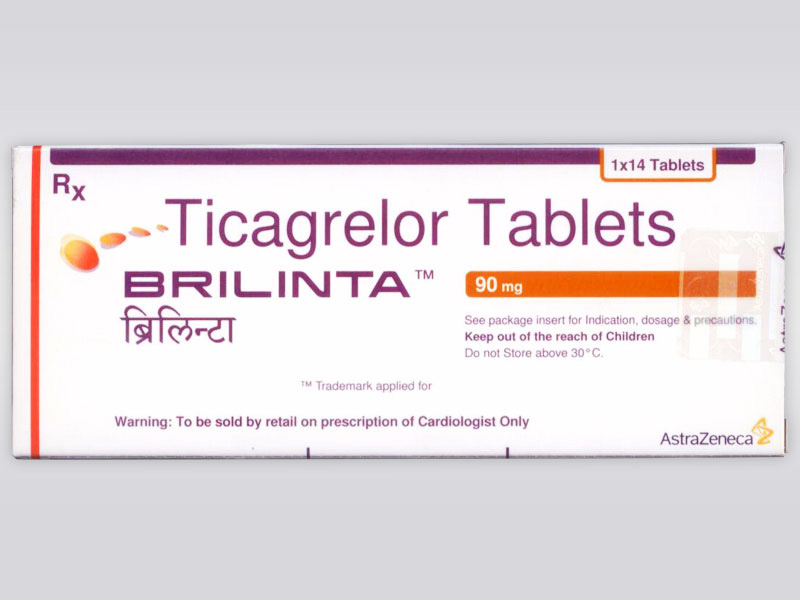 1x14 Tablets
Rx
Ticagrelor Tablets
BRILINTA™
90 mg
ब्रिलिन्टा
See package insert for Indication, dosage & precautions.
Keep out of the reach of Children
Do not Store above 30°C.
™ Trademark applied for
Warning: To be sold by retail on prescription of Cardiologist Only
AstraZeneca